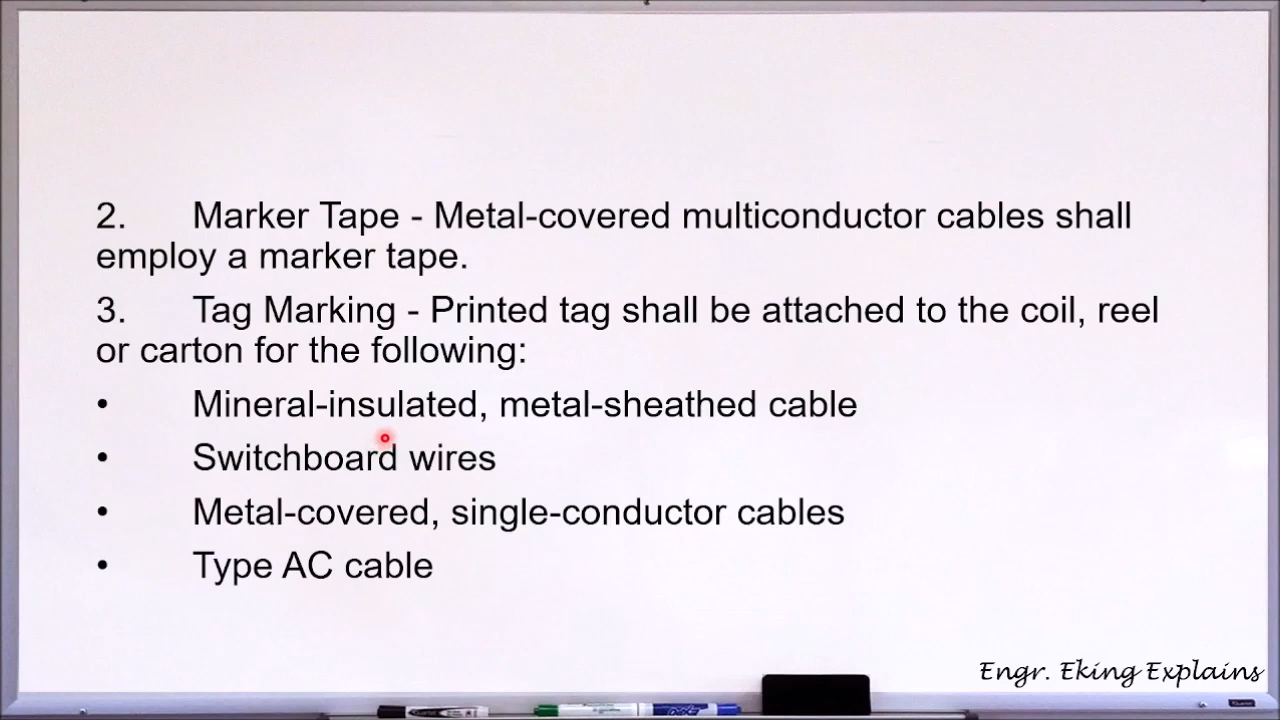 2. Marker Tape - Metal-covered multiconductor cables shall
employ a marker tape.
3. Tag Marking - Printed tag shall be attached to the coil, reel
or carton for the following:
• Mineral-insulated, metal-sheathed cable
• Switchboard wires
• Metal-covered, single-conductor cables
• Type AC cable
Engr. Eking Explains